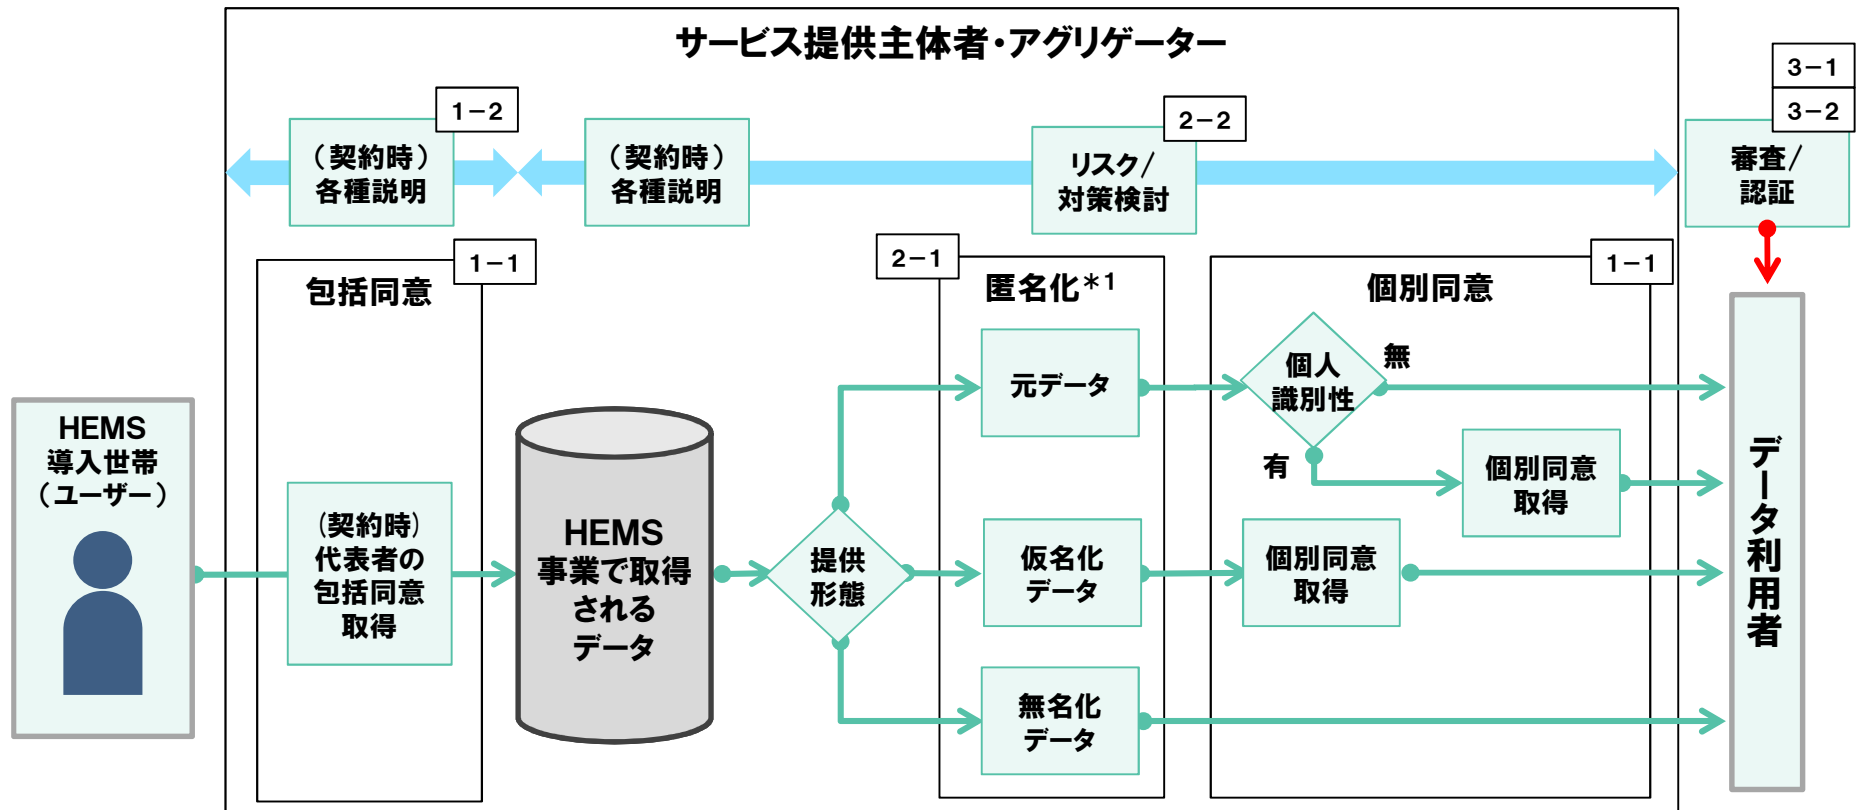 サービス提供主体者・アグリゲーター
3－1
3－2
1－2
2－2
（契約時）
各種説明
（契約時）
各種説明
リスク/
対策検討
審査/
認証
1－1
2－1
1－1
包括同意
匿名化*1
個別同意
HEMS
導入世帯
（ユーザー）
(契約時)
代表者の
包括同意
取得
HEMS
事業で取得
される
データ
提供
形態
元データ
仮名化
データ
無名化
データ
個人
識別性
無
有
個別同意
取得
個別同意
取得
データ利用者